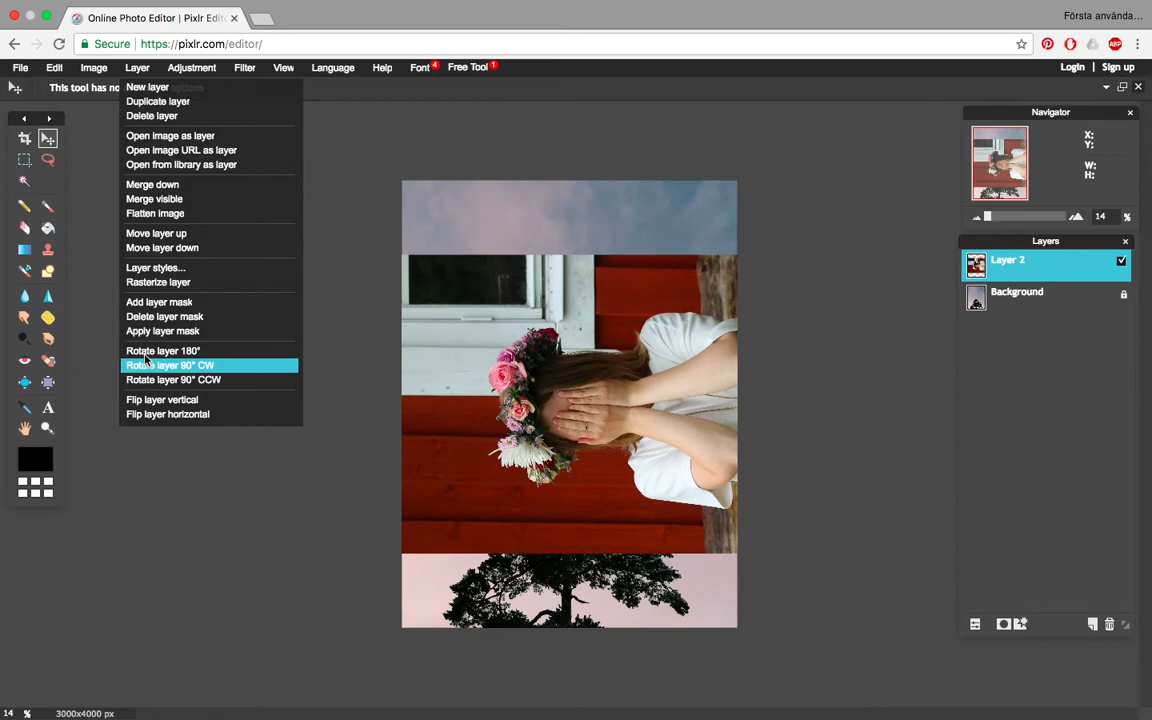 Online Photo Editor | Pixlr Edit
Första använda...
Secure https://pixlr.com/editor/
ABP
File Edit Image Layer Adjustment Filter View Language Help Font 4 Free Tool 1 Login | Sign up
This tool has no options
New layer
Duplicate layer
Delete layer
Open image as layer
Open image URL as layer
Open from library as layer
Merge down
Merge visible
Flatten image
Move layer up
Move layer down
Layer styles...
Rasterize layer
Add layer mask
Delete layer mask
Apply layer mask
Rotate layer 180°
Rotate layer 90° CW
Rotate layer 90° CCW
Flip layer vertical
Flip layer horizontal
A
Navigator
X:
Y:
W:
H:
14 %
Layers
Layer 2
Background
14 % 3000x4000 px